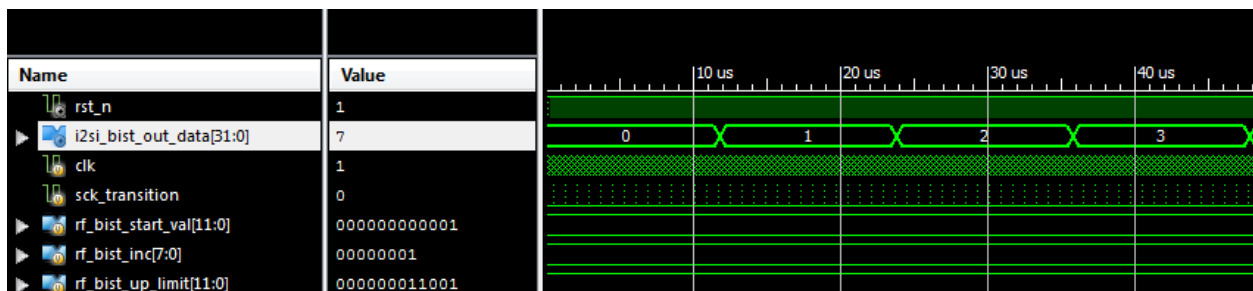 Name Value
10 us 20 us 30 us 40 us
rst_n 1
i2si_bist_out_data[31:0] 7 0 1 2 3
clk 1
sck_transition 0
rf_bist_start_val[11:0] 000000000001
rf_bist_inc[7:0] 00000001
rf_bist_up_limit[11:0] 000000011001